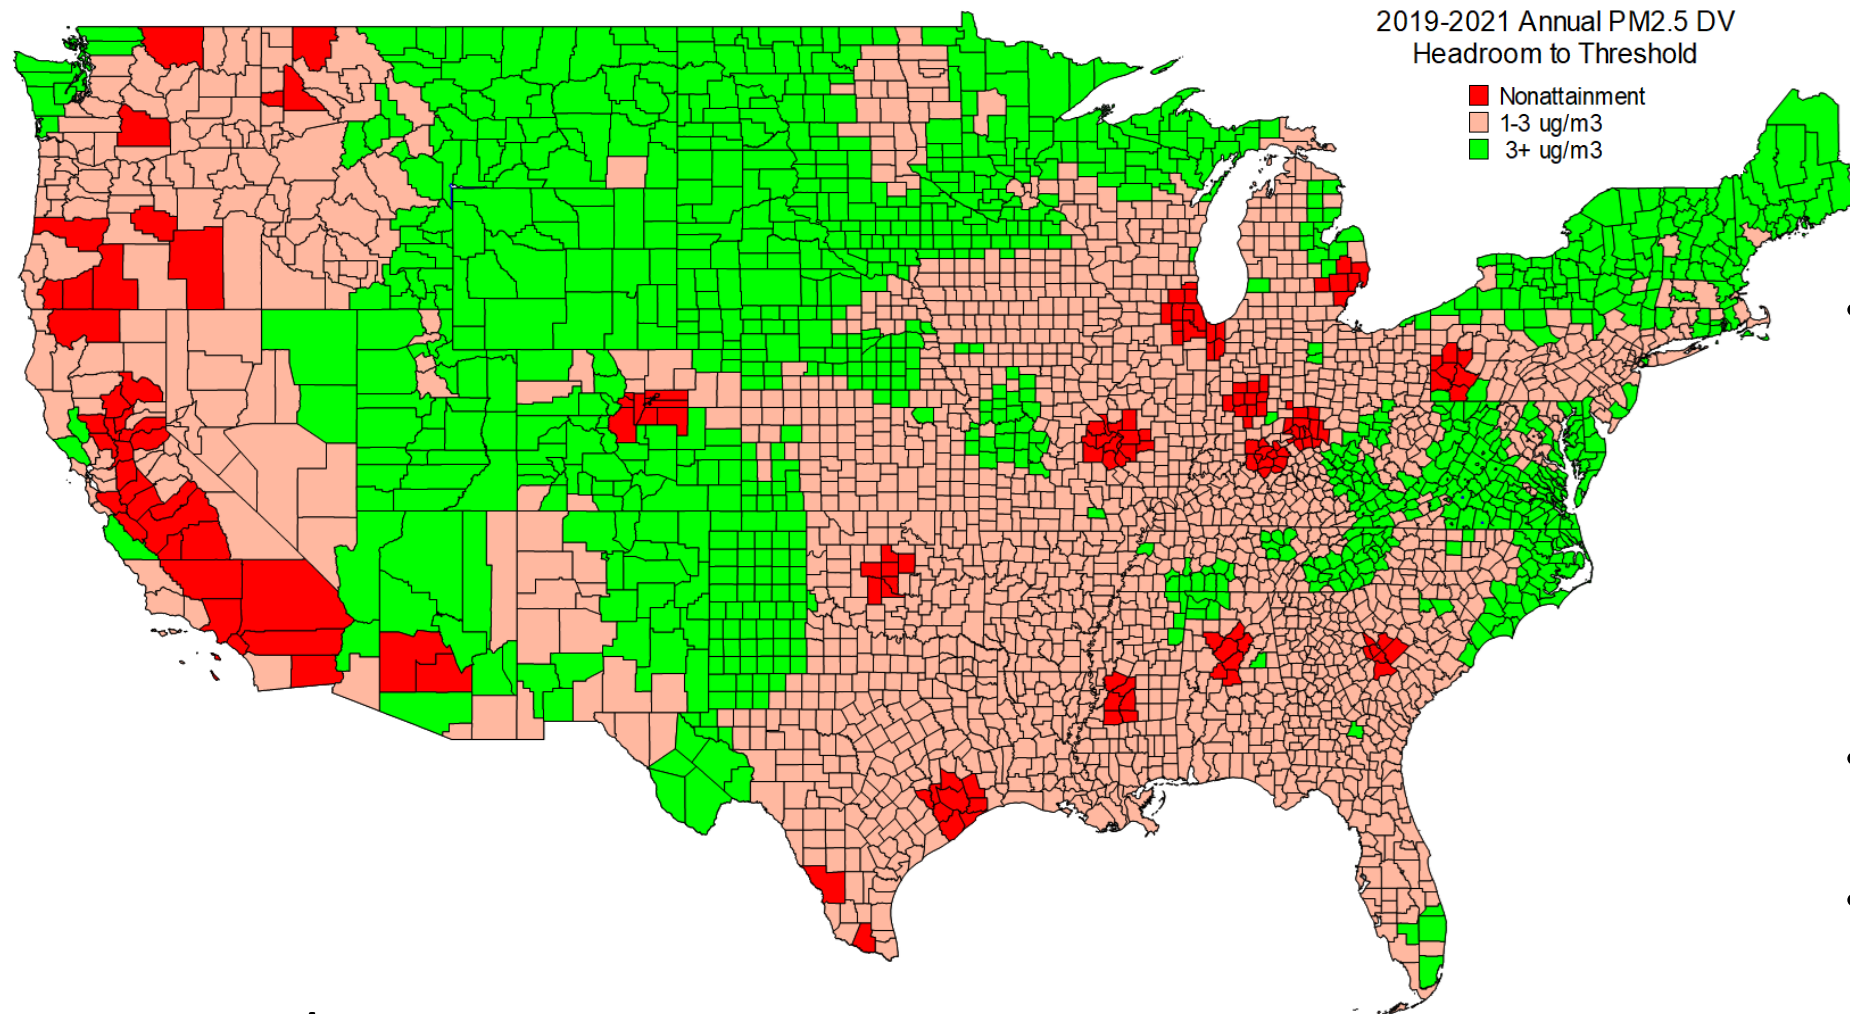 2019-2021 Annual PM2.5 DV
Headroom to Threshold
Nonattainment
1-3 ug/m3
3+ ug/m3